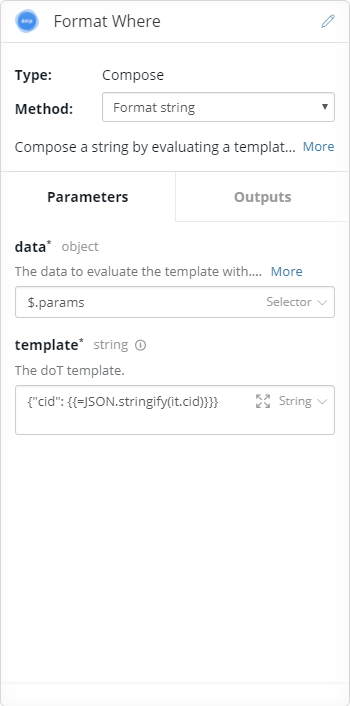 Format Where
Type: Compose
Method: Format string
Compose a string by evaluating a templat... More
Parameters Outputs
data* object
The data to evaluate the template with.... More
$.params Selector
template* string
The doT template.
{"cid": {{=JSON.stringify(it.cid)}}} String